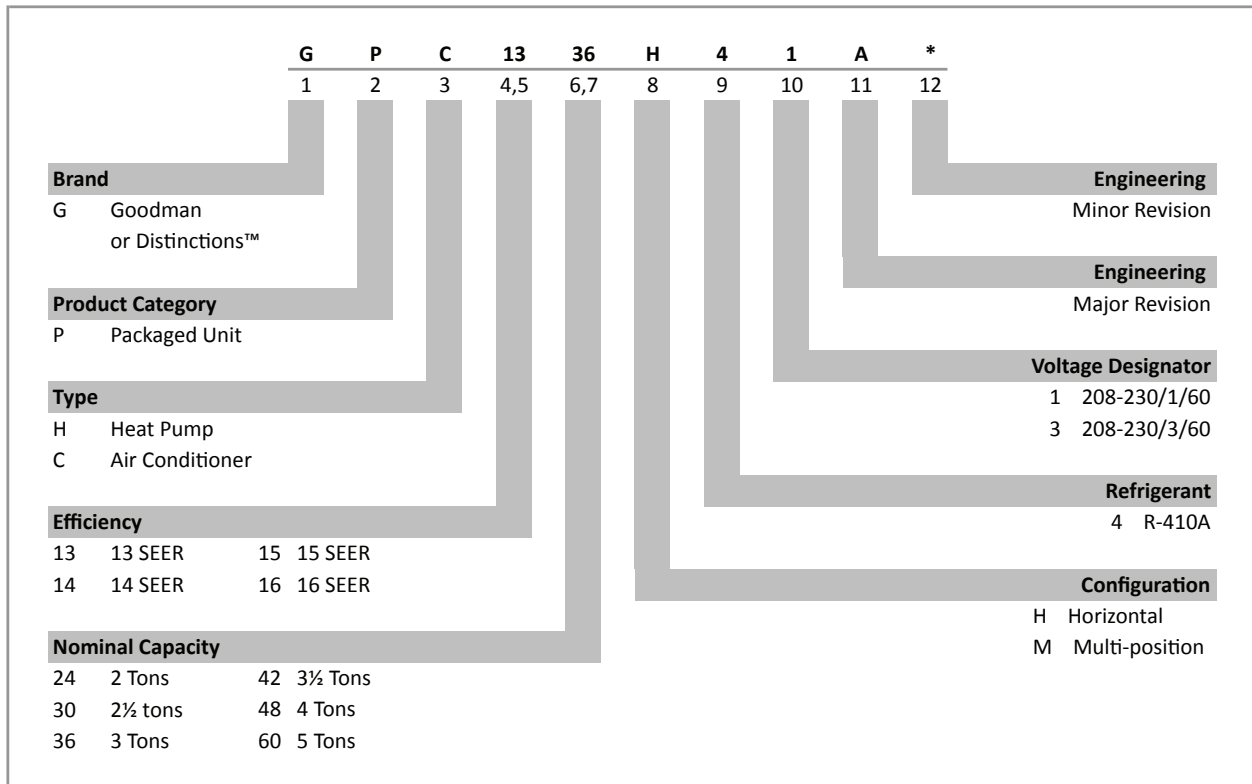 G P C 13 36 H 4 1 A *
1 2 3 4,5 6,7 8 9 10 11 12
Brand
G Goodman
or Distinctions™
Product Category
P Packaged Unit
Type
H Heat Pump
C Air Conditioner
Efficiency
13 13 SEER 15 15 SEER
14 14 SEER 16 16 SEER
Nominal Capacity
24 2 Tons 42 3½ Tons
30 2½ tons 48 4 Tons
36 3 Tons 60 5 Tons
Engineering
Minor Revision
Engineering
Major Revision
Voltage Designator
1 208-230/1/60
3 208-230/3/60
Refrigerant
4 R-410A
Configuration
H Horizontal
M Multi-position